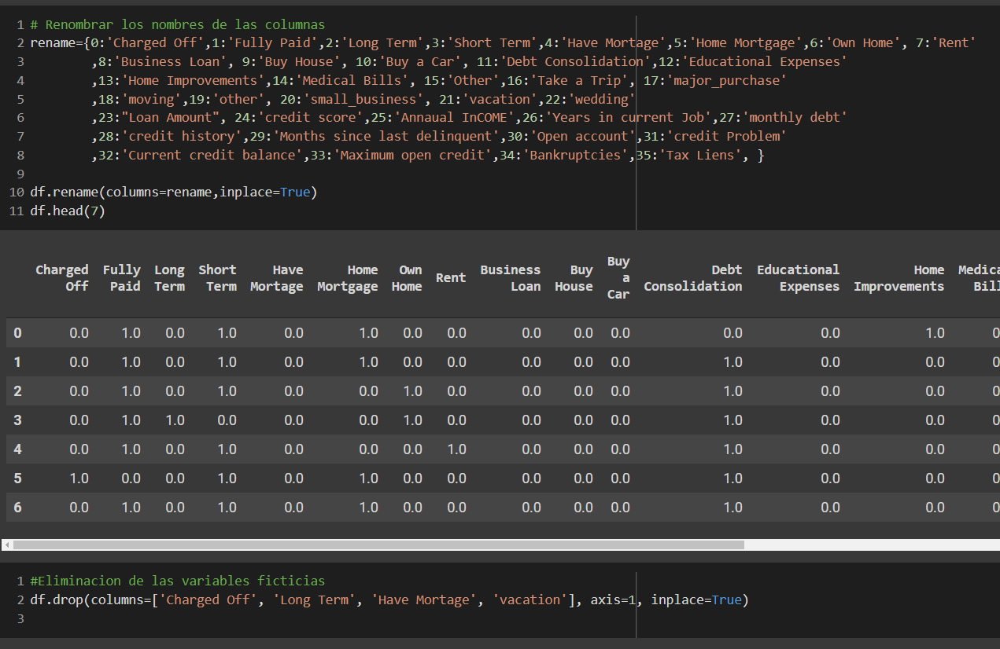 1 # Renombrar los nombres de las columnas
2 rename={0:'Charged Off',1:'Fully Paid',2:'Long Term',3:'Short Term',4:'Have Mortage',5:'Home Mortgage',6:'Own Home', 7:'Rent'
3 ,8:'Business Loan', 9:'Buy House', 10:'Buy a Car', 11:'Debt Consolidation',12:'Educational Expenses'
4 ,13:'Home Improvements',14:'Medical Bills', 15:'Other',16:'Take a Trip', 17:'major_purchase'
5 ,18:'moving',19:'other', 20:'small_business', 21:'vacation',22:'wedding'
6 ,23:"Loan Amount", 24:'credit score',25:'Annaual InCOME',26:'Years in current Job',27:'monthly debt'
7 ,28:'credit history',29:'Months since last delinquent',30:'Open account',31:'credit Problem'
8 ,32:'Current credit balance',33:'Maximum open credit',34:'Bankruptcies',35:'Tax Liens', }
9
10 df.rename(columns=rename,inplace=True)
11 df.head(7)
Charged Off Fully Paid Long Term Short Term Have Mortage Home Mortgage Own Home Rent Business Loan Buy House Buy a Car Debt Consolidation Educational Expenses Home Improvements Medica Bill
0 0.0 1.0 0.0 1.0 0.0 1.0 0.0 0.0 0.0 0.0 0.0 0.0 0.0 1.0 0
1 0.0 1.0 0.0 1.0 0.0 1.0 0.0 0.0 0.0 0.0 0.0 1.0 0.0 0.0 0
2 0.0 1.0 0.0 1.0 0.0 0.0 1.0 0.0 0.0 0.0 0.0 1.0 0.0 0.0 0
3 0.0 1.0 1.0 0.0 0.0 0.0 1.0 0.0 0.0 0.0 0.0 1.0 0.0 0.0 0
4 0.0 1.0 0.0 1.0 0.0 0.0 0.0 1.0 0.0 0.0 0.0 1.0 0.0 0.0 0
5 1.0 0.0 0.0 1.0 0.0 1.0 0.0 0.0 0.0 0.0 0.0 1.0 0.0 0.0 0
6 0.0 1.0 0.0 1.0 0.0 1.0 0.0 0.0 0.0 0.0 0.0 1.0 0.0 0.0 0
1 #Eliminacion de las variables ficticias
2 df.drop(columns=['Charged Off', 'Long Term', 'Have Mortage', 'vacation'], axis=1, inplace=True)
3